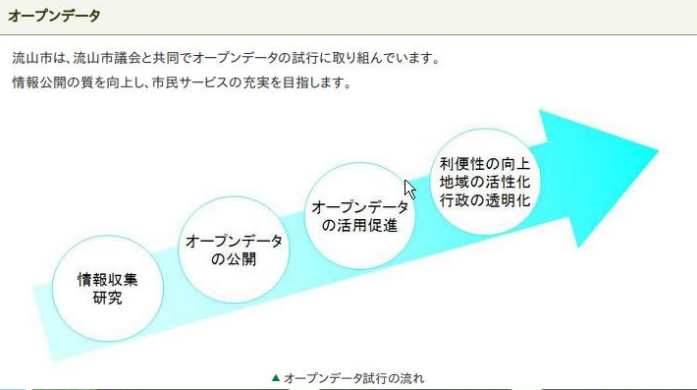 オープンデータ
流山市は、流山市議会と共同でオープンデータの試行に取り組んでいます。
情報公開の質を向上し、市民サービスの充実を目指します。
情報収集
研究
オープンデータ
の公開
オープンデータ
の活用促進
利便性の向上
地域の活性化
行政の透明化
▲オープンデータ試行の流れ